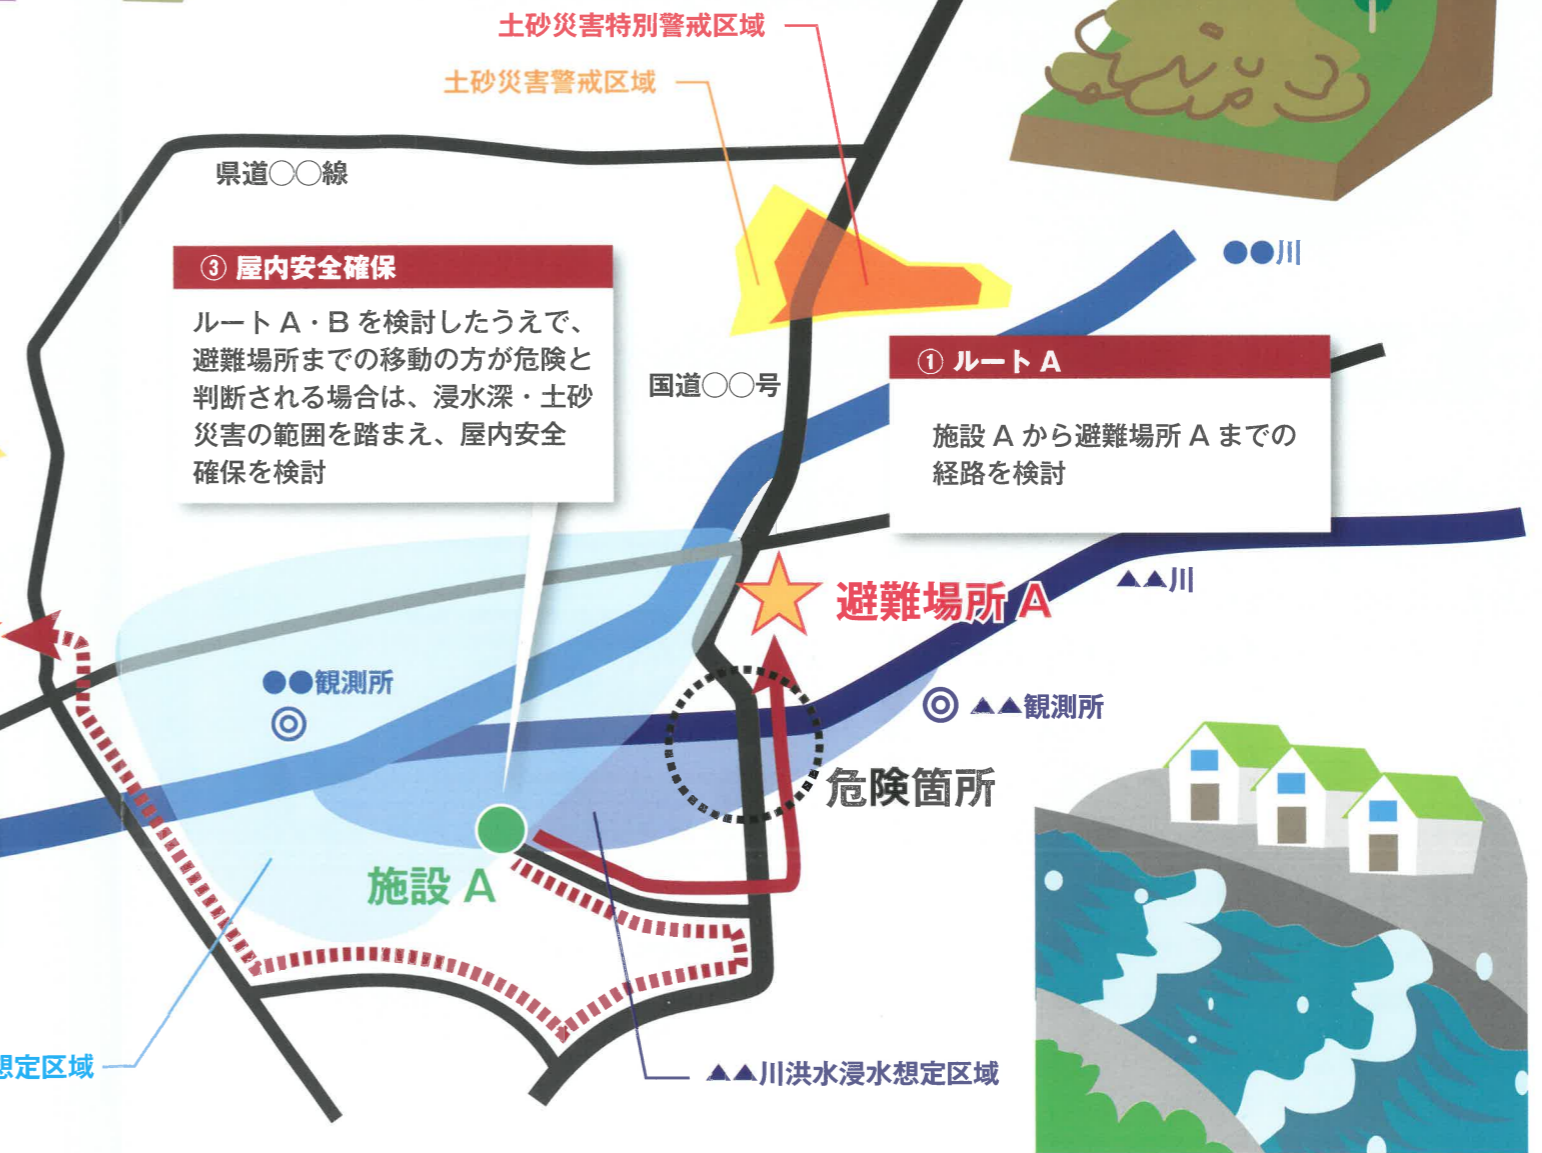 土砂災害特別警戒区域
土砂災害警戒区域
県道◯◯線
●●川
③ 屋内安全確保
ルート A・B を検討したうえで、
避難場所までの移動の方が危険と
判断される場合は、浸水深・土砂
災害の範囲を踏まえ、屋内安全
確保を検討
国道◯◯号
① ルート A
施設 A から避難場所 A までの
経路を検討
▲▲川
避難場所 A
●●観測所
▲▲観測所
危険箇所
施設 A
想定区域
▲▲川洪水浸水想定区域